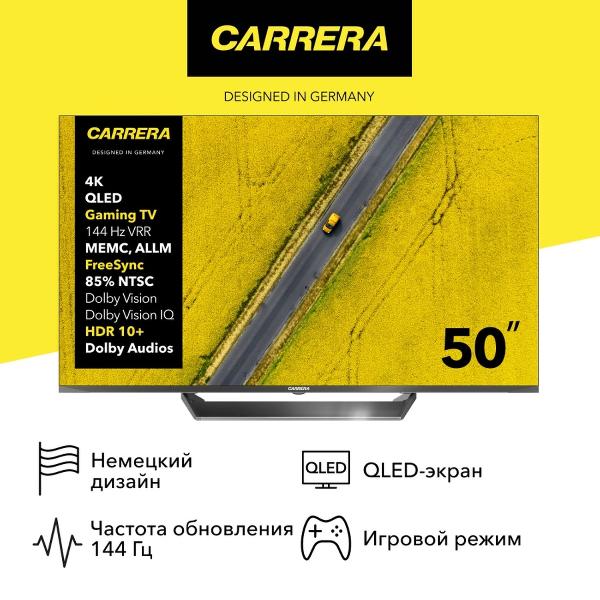 CARRERA
DESIGNED IN GERMANY
CARRERA
DESIGNED IN GERMANY
4K
QLED
Gaming TV
144 Hz VRR
MEMC, ALLM
FreeSync
85% NTSC
Dolby Vision
Dolby Vision IQ
HDR 10+
Dolby Audios
50"
CARRERA
Немецкий
дизайн
QLED
QLED-экран
Частота обновления
144 Гц
Игровой режим